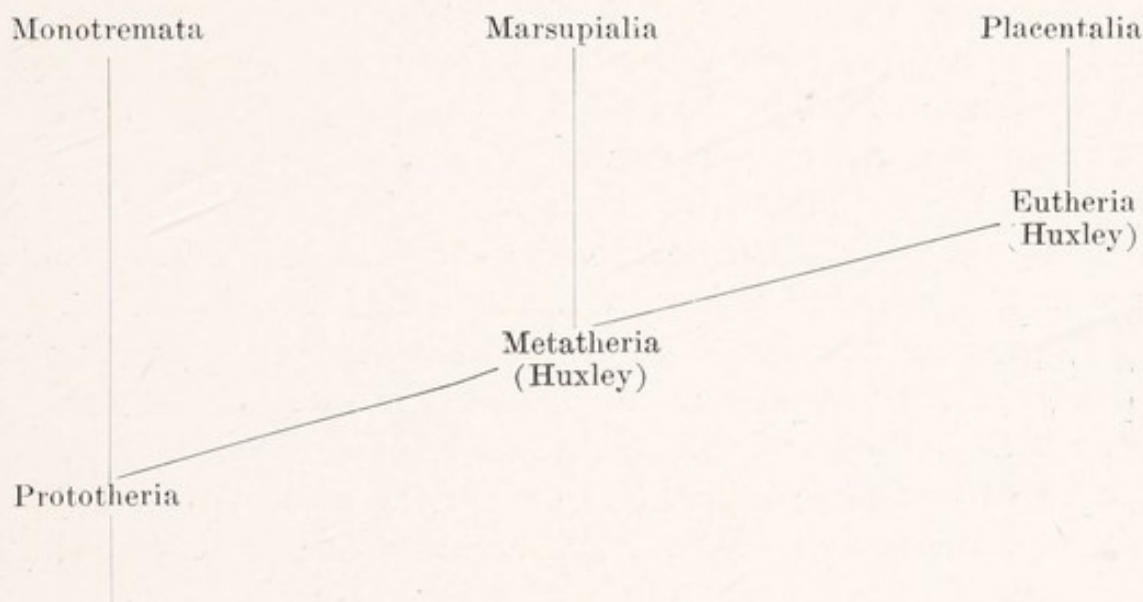 Monotremata Marsupialia Placentalia
Eutheria
(Huxley)
Metatheria
(Huxley)
Prototheria